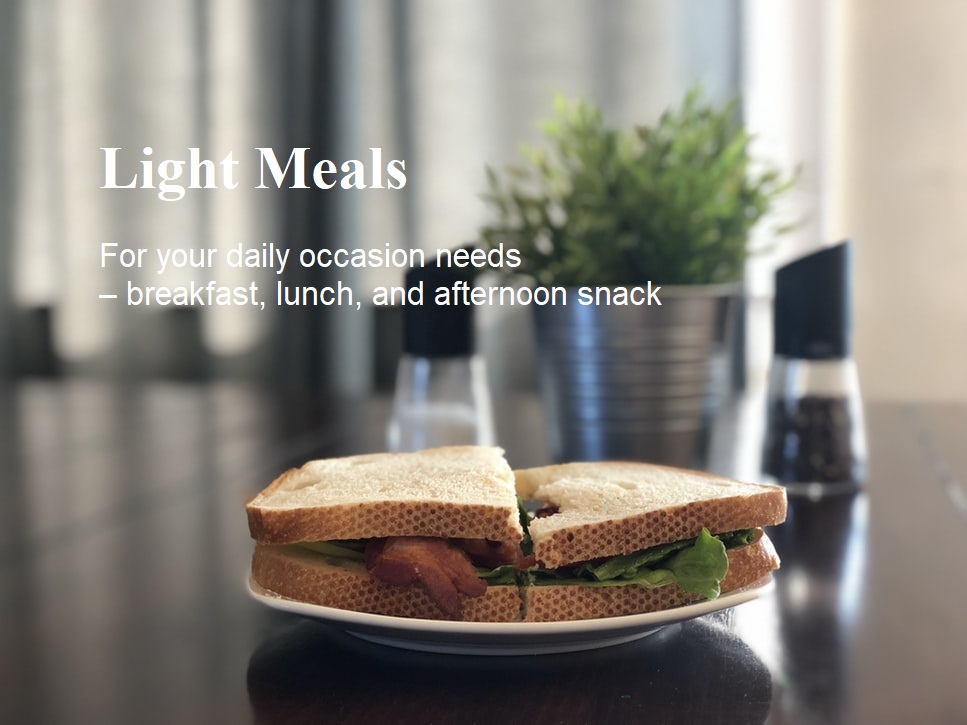 Light Meals
For your daily occasion needs
– breakfast, lunch, and afternoon snack